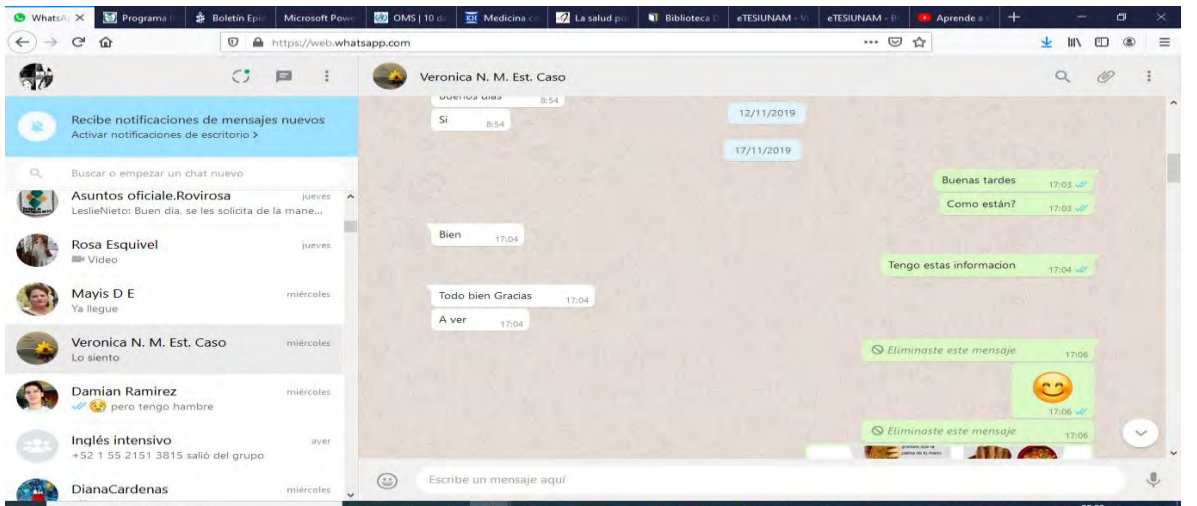 WhatsA
Programa
Boletín Epi
Microsoft Powe
OMS | 10 d
Medicina c
La salud pr
Biblioteca
eTESIUNAM - V
eTESIUNAM - B
Aprende a
https://web.whatsapp.com
Veronica N. M. Est. Caso
Recibe notificaciones de mensajes nuevos
Activar notificaciones de escritorio >
Buscar o empezar un chat nuevo
Asuntos oficiale.Rovirosa
jueves
LeslieNieto: Buen dia, se les solicita de la mane...
Rosa Esquivel
jueves
Video
Mayis D E
miércoles
Ya llegue
Veronica N. M. Est. Caso
miércoles
Lo siento
Damian Ramirez
miércoles
😢 pero tengo hambre
Inglés intensivo
ayer
+52 1 55 2151 3815 salió del grupo
DianaCardenas
miércoles
Buenos dias 8:54
Si 8:54
12/11/2019
17/11/2019
Buenas tardes 17:03
Como están? 17:03
Bien 17:04
Tengo estas informacion 17:04
Todo bien Gracias 17:04
A ver 17:04
Eliminaste este mensaje 17:06
😊 17:06
Eliminaste este mensaje 17:06
palma de tu mano
Escribe un mensaje aquí